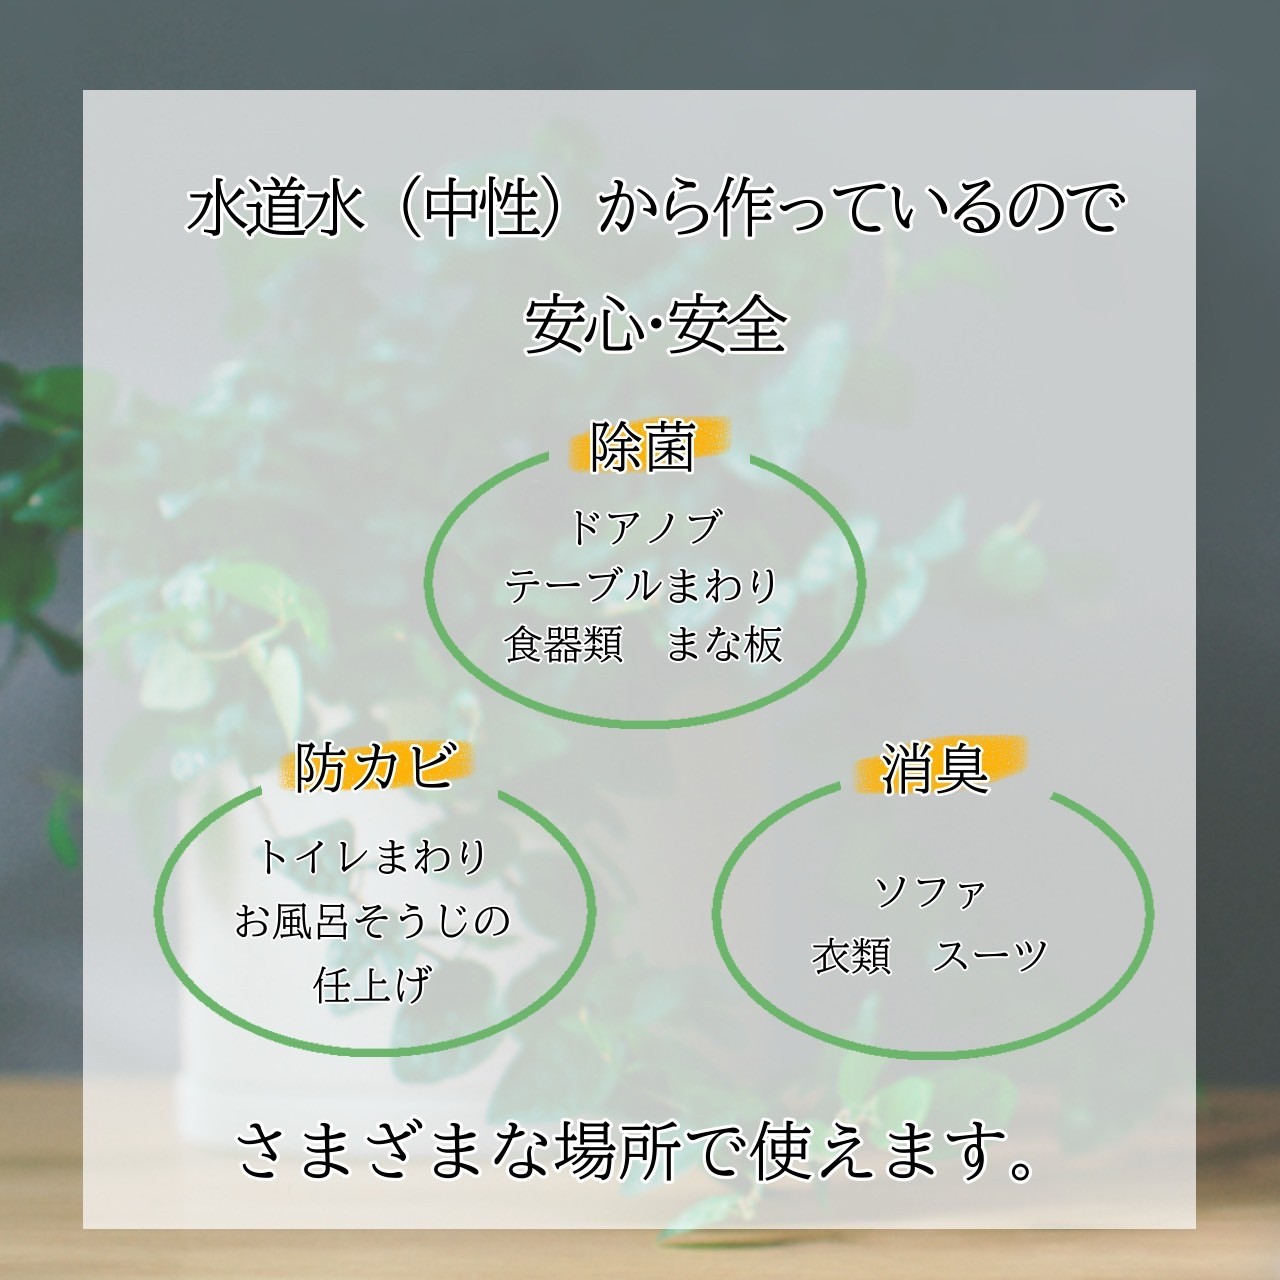 水道水（中性）から作っているので
安心･安全
除菌
ドアノブ
テーブルまわり
食器類　まな板
防カビ
トイレまわり
お風呂そうじの
仕上げ
消臭
ソファ
衣類　スーツ
さまざまな場所で使えます。